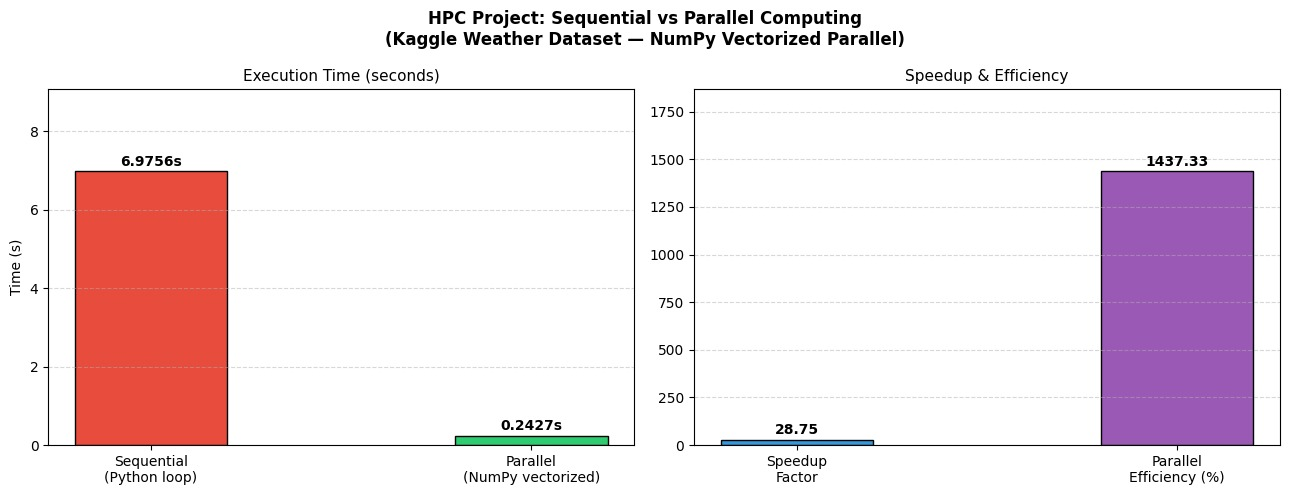 HPC Project: Sequential vs Parallel Computing
(Kaggle Weather Dataset — NumPy Vectorized Parallel)
Execution Time (seconds)
Time (s)
8
6
4
2
0
6.9756s
0.2427s
Sequential
(Python loop)
Parallel
(NumPy vectorized)
Speedup & Efficiency
1750
1500
1250
1000
750
500
250
0
28.75
1437.33
Speedup
Factor
Parallel
Efficiency (%)